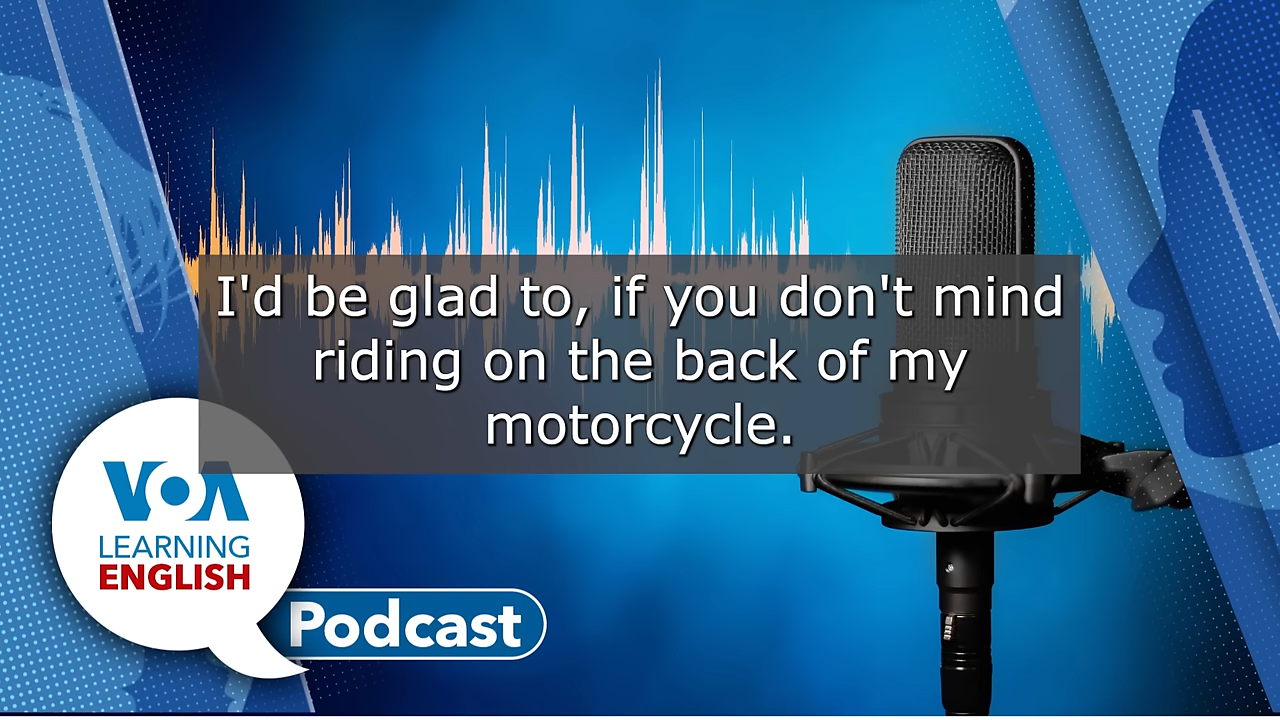 I'd be glad to, if you don't mind
riding on the back of my
motorcycle.
VOA
LEARNING
ENGLISH
Podcast